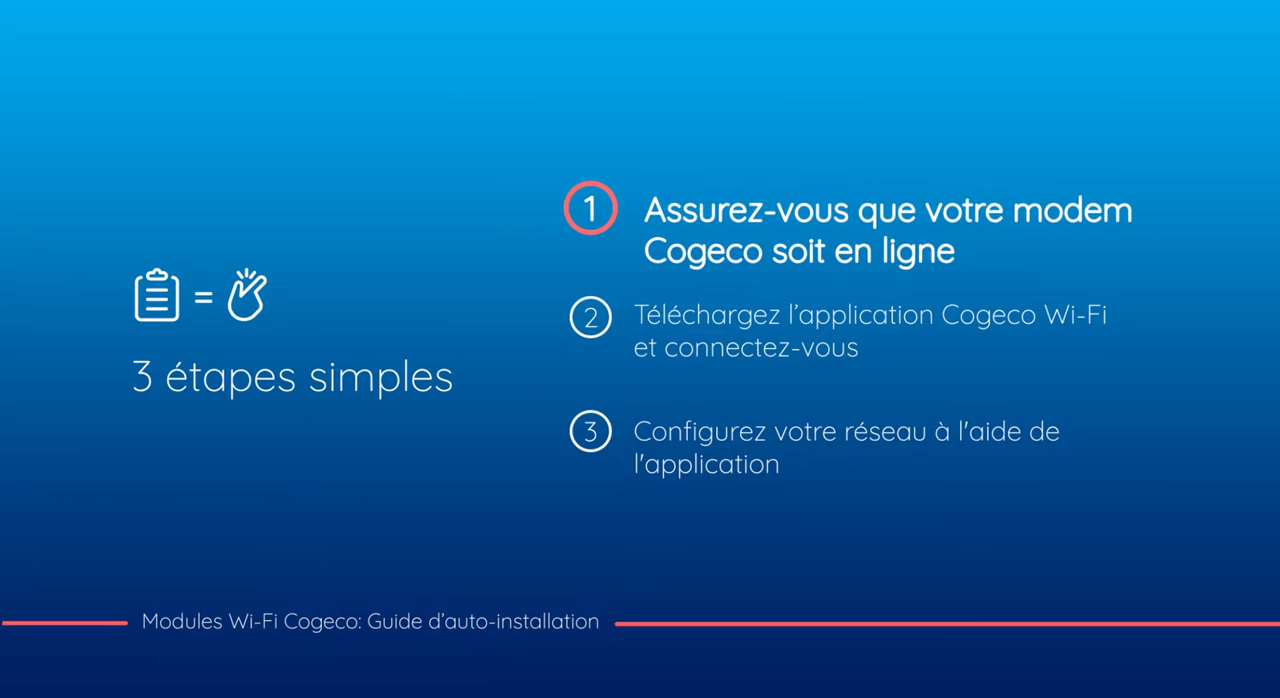 3 étapes simples
1
Assurez-vous que votre modem
Cogeco soit en ligne
2
Téléchargez l’application Cogeco Wi-Fi
et connectez-vous
3
Configurez votre réseau à l'aide de
l'application
Modules Wi-Fi Cogeco: Guide d’auto-installation